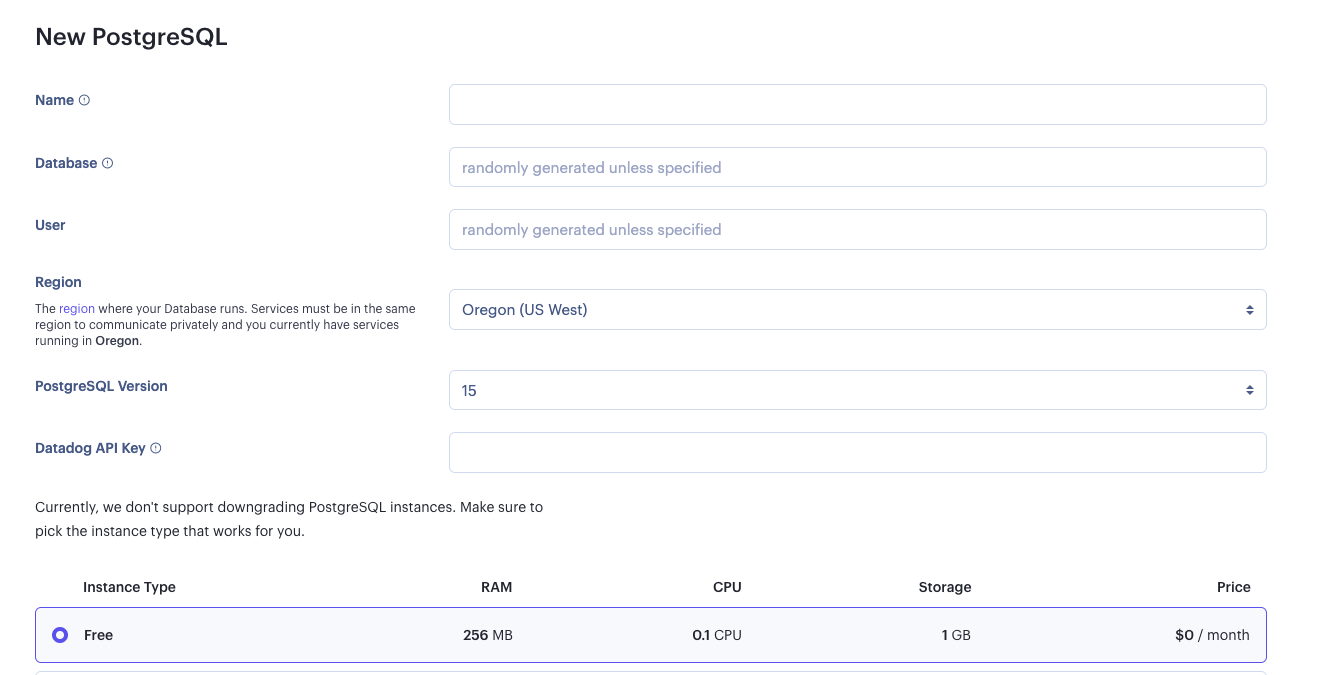 New PostgreSQL
Name
Database
randomly generated unless specified
User
randomly generated unless specified
Region
The region where your Database runs. Services must be in the same
region to communicate privately and you currently have services
running in Oregon.
Oregon (US West)
PostgreSQL Version
15
Datadog API Key
Currently, we don't support downgrading PostgreSQL instances. Make sure to
pick the instance type that works for you.
Instance Type RAM CPU Storage Price
Free 256 MB 0.1 CPU 1 GB $0 / month